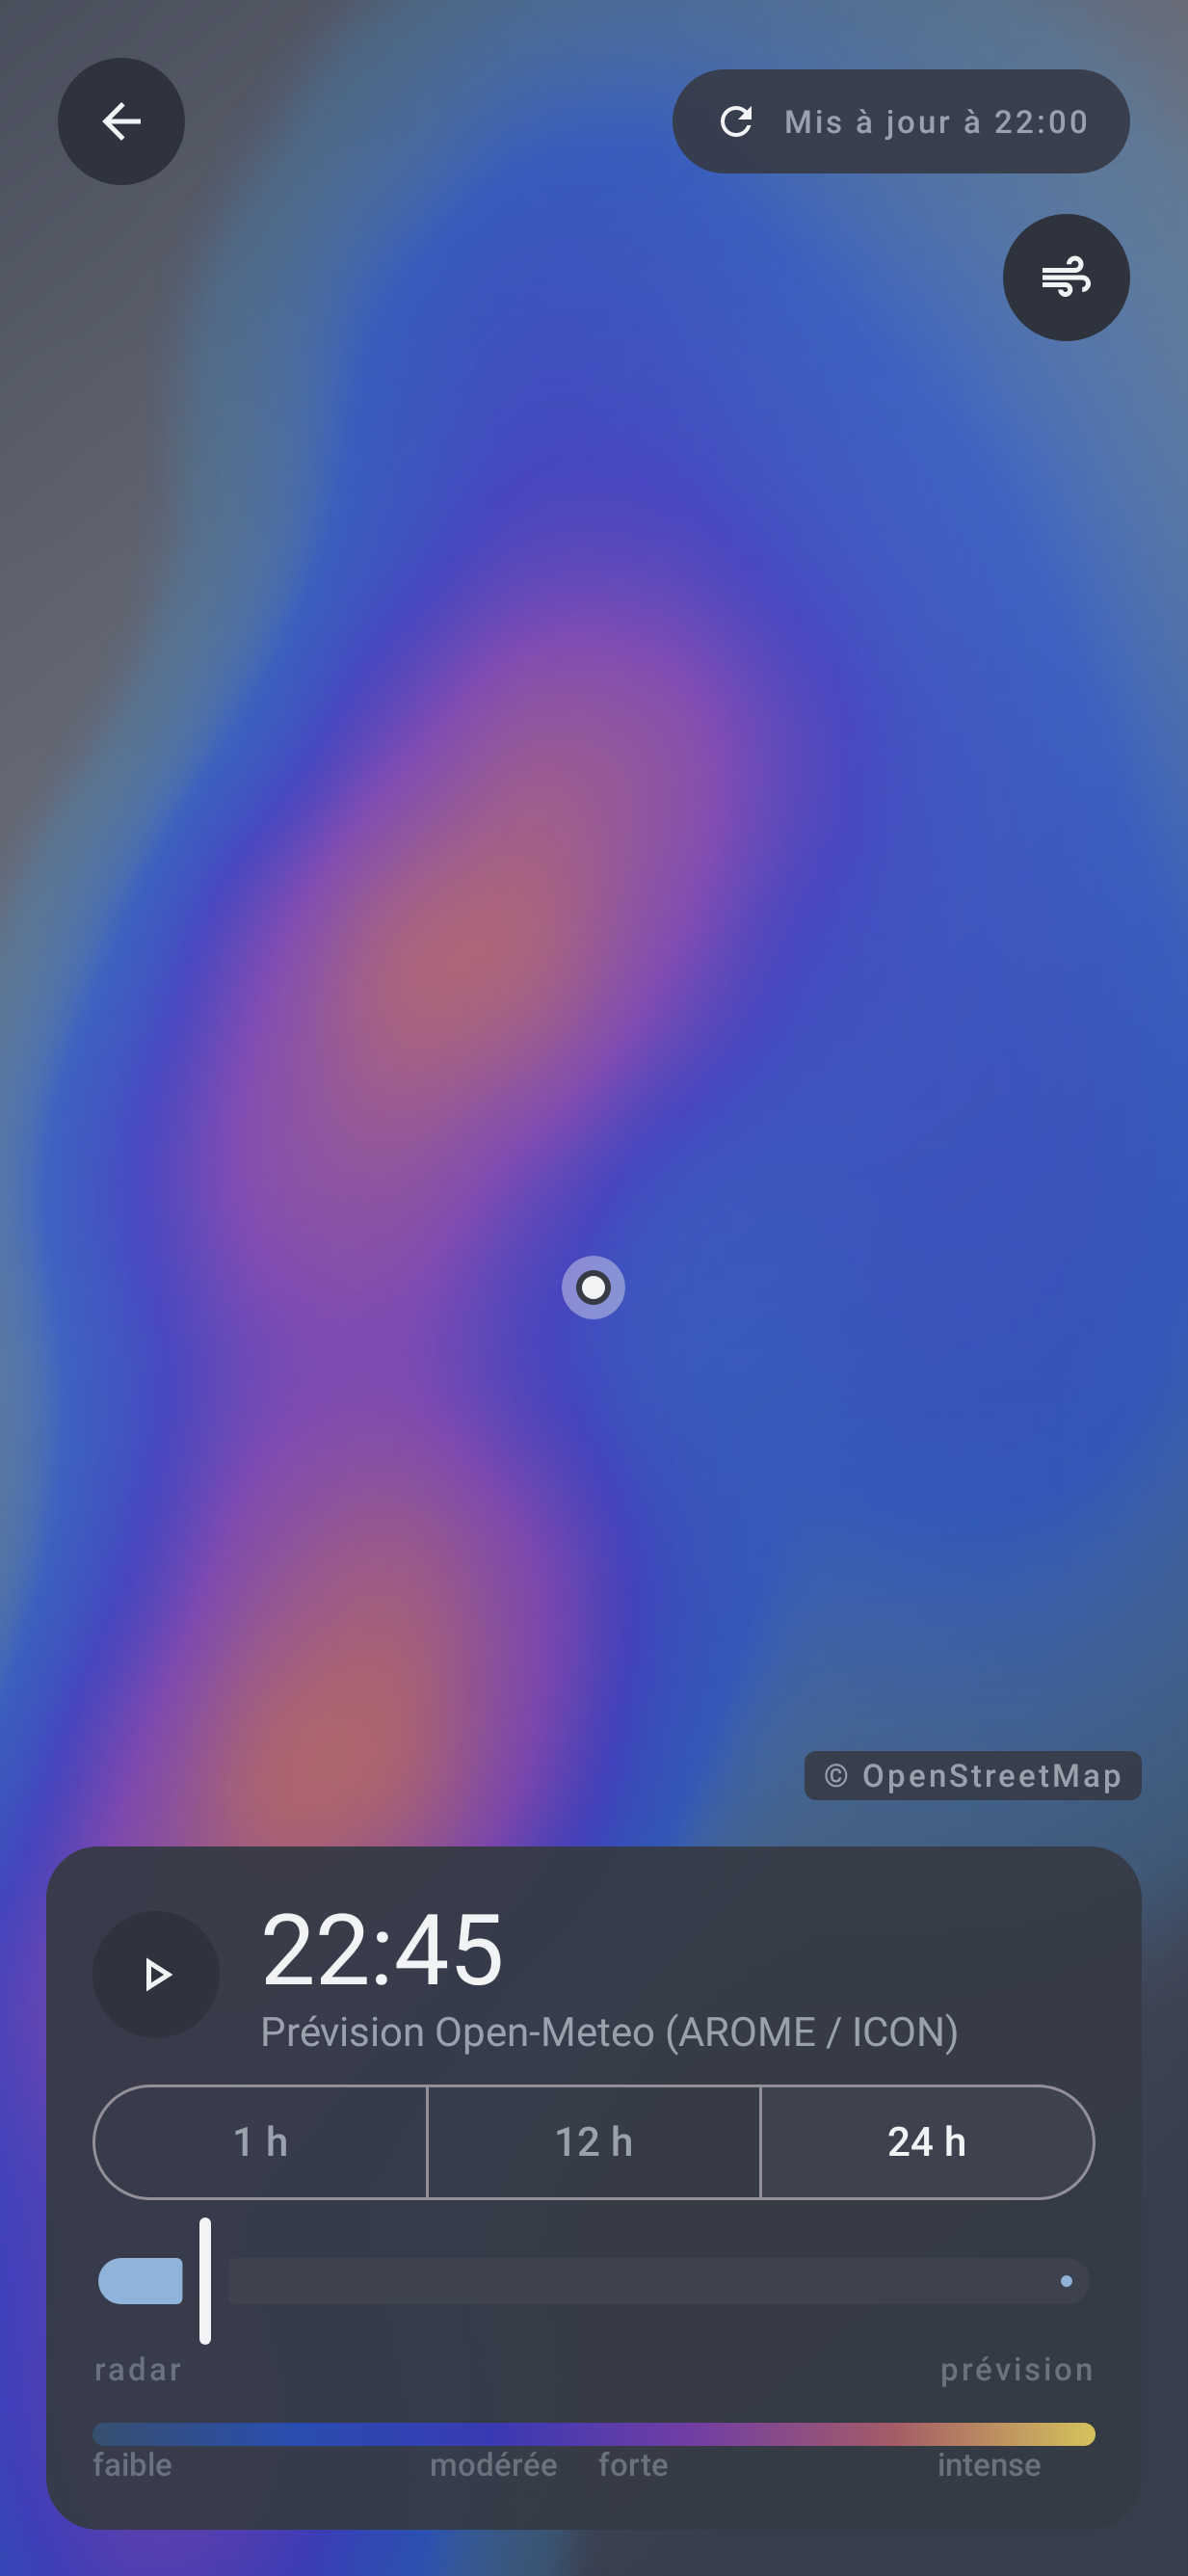 Mis à jour à 22:00
© OpenStreetMap
22:45
Prévision Open-Meteo (AROME / ICON)
1 h
12 h
24 h
radar
prévision
faible
modérée
forte
intense